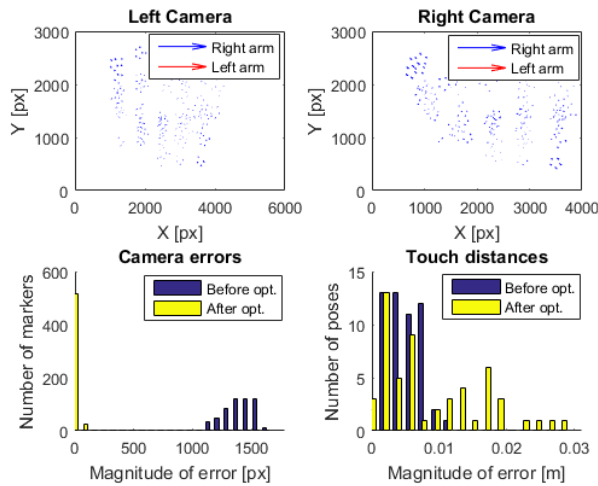 Left Camera
3000
2000
1000
0
Y [px]
0
2000
4000
6000
X [px]
Right arm
Left arm
Right Camera
3000
2000
1000
0
Y [px]
0
1000
2000
3000
4000
X [px]
Right arm
Left arm
Camera errors
600
400
200
0
Number of markers
0
500
1000
1500
Magnitude of error [px]
Before opt.
After opt.
Touch distances
15
10
5
0
Number of poses
0
0.01
0.02
0.03
Magnitude of error [m]
Before opt.
After opt.